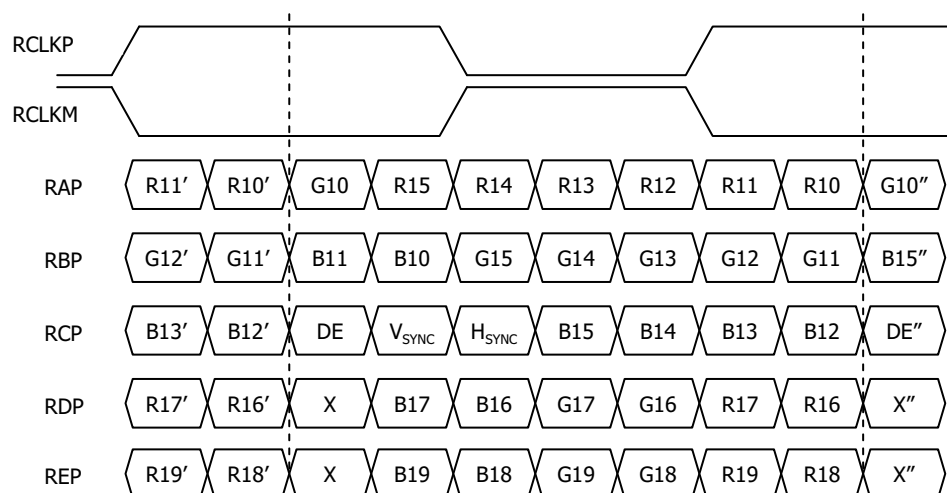 RCLKP
RCLKM
RAP R11′ R10′ G10 R15 R14 R13 R12 R11 R10 G10″
RBP G12′ G11′ B11 B10 G15 G14 G13 G12 G11 B15″
RCP B13′ B12′ DE VSYNC HSYNC B15 B14 B13 B12 DE″
RDP R17′ R16′ X B17 B16 G17 G16 R17 R16 X″
REP R19′ R18′ X B19 B18 G19 G18 R19 R18 X″